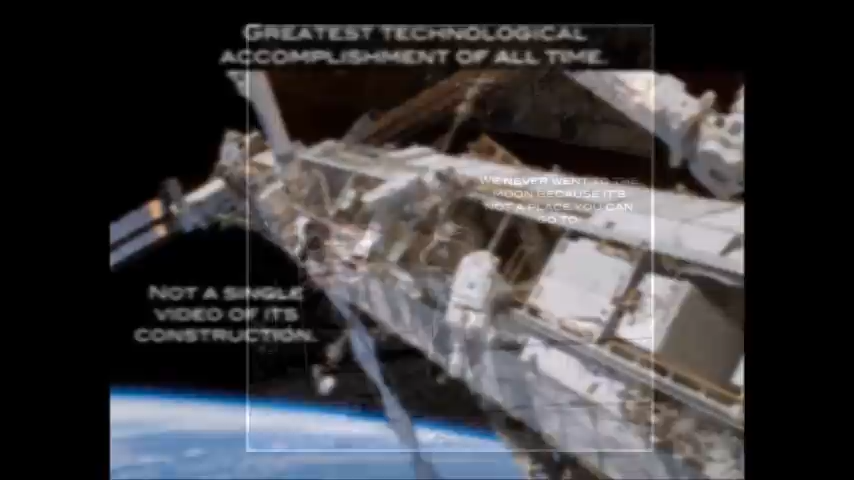 GREATEST TECHNOLOGICAL
ACCOMPLISHMENT OF ALL TIME.
WE NEVER WENT TO THE
MOON BECAUSE IT'S
NOT A PLACE YOU CAN
GO TO.
NOT A SINGLE
VIDEO OF ITS
CONSTRUCTION.